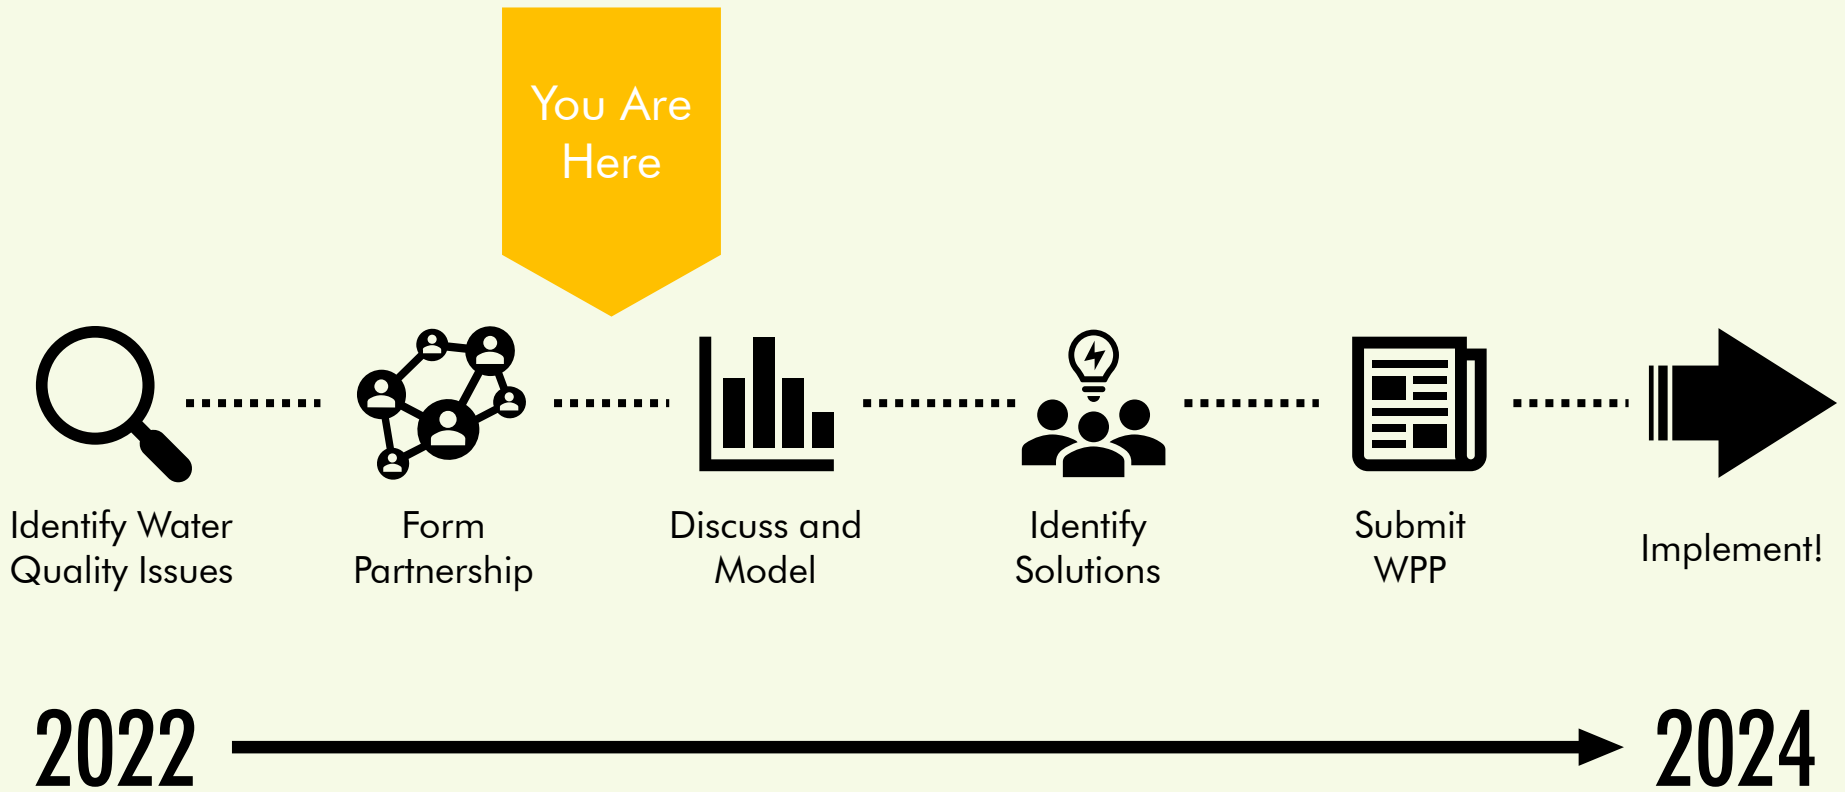 You Are
Here
Identify Water
Quality Issues
Form
Partnership
Discuss and
Model
Identify
Solutions
Submit
WPP
Implement!
2022
2024